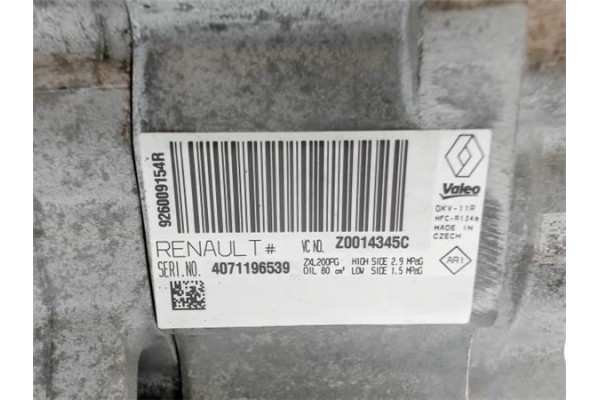 926009154R
RENAULT# VC NO. Z0014345C
SERI.NO. 4071196539
ZXL200PG HIGH SIDE 2.9 MPaG
OIL 80 cm³ LOW SIDE 1.5 MPaG
Valeo
DKV-11R
HFC-R134a
MADE IN
CZECH
AR1